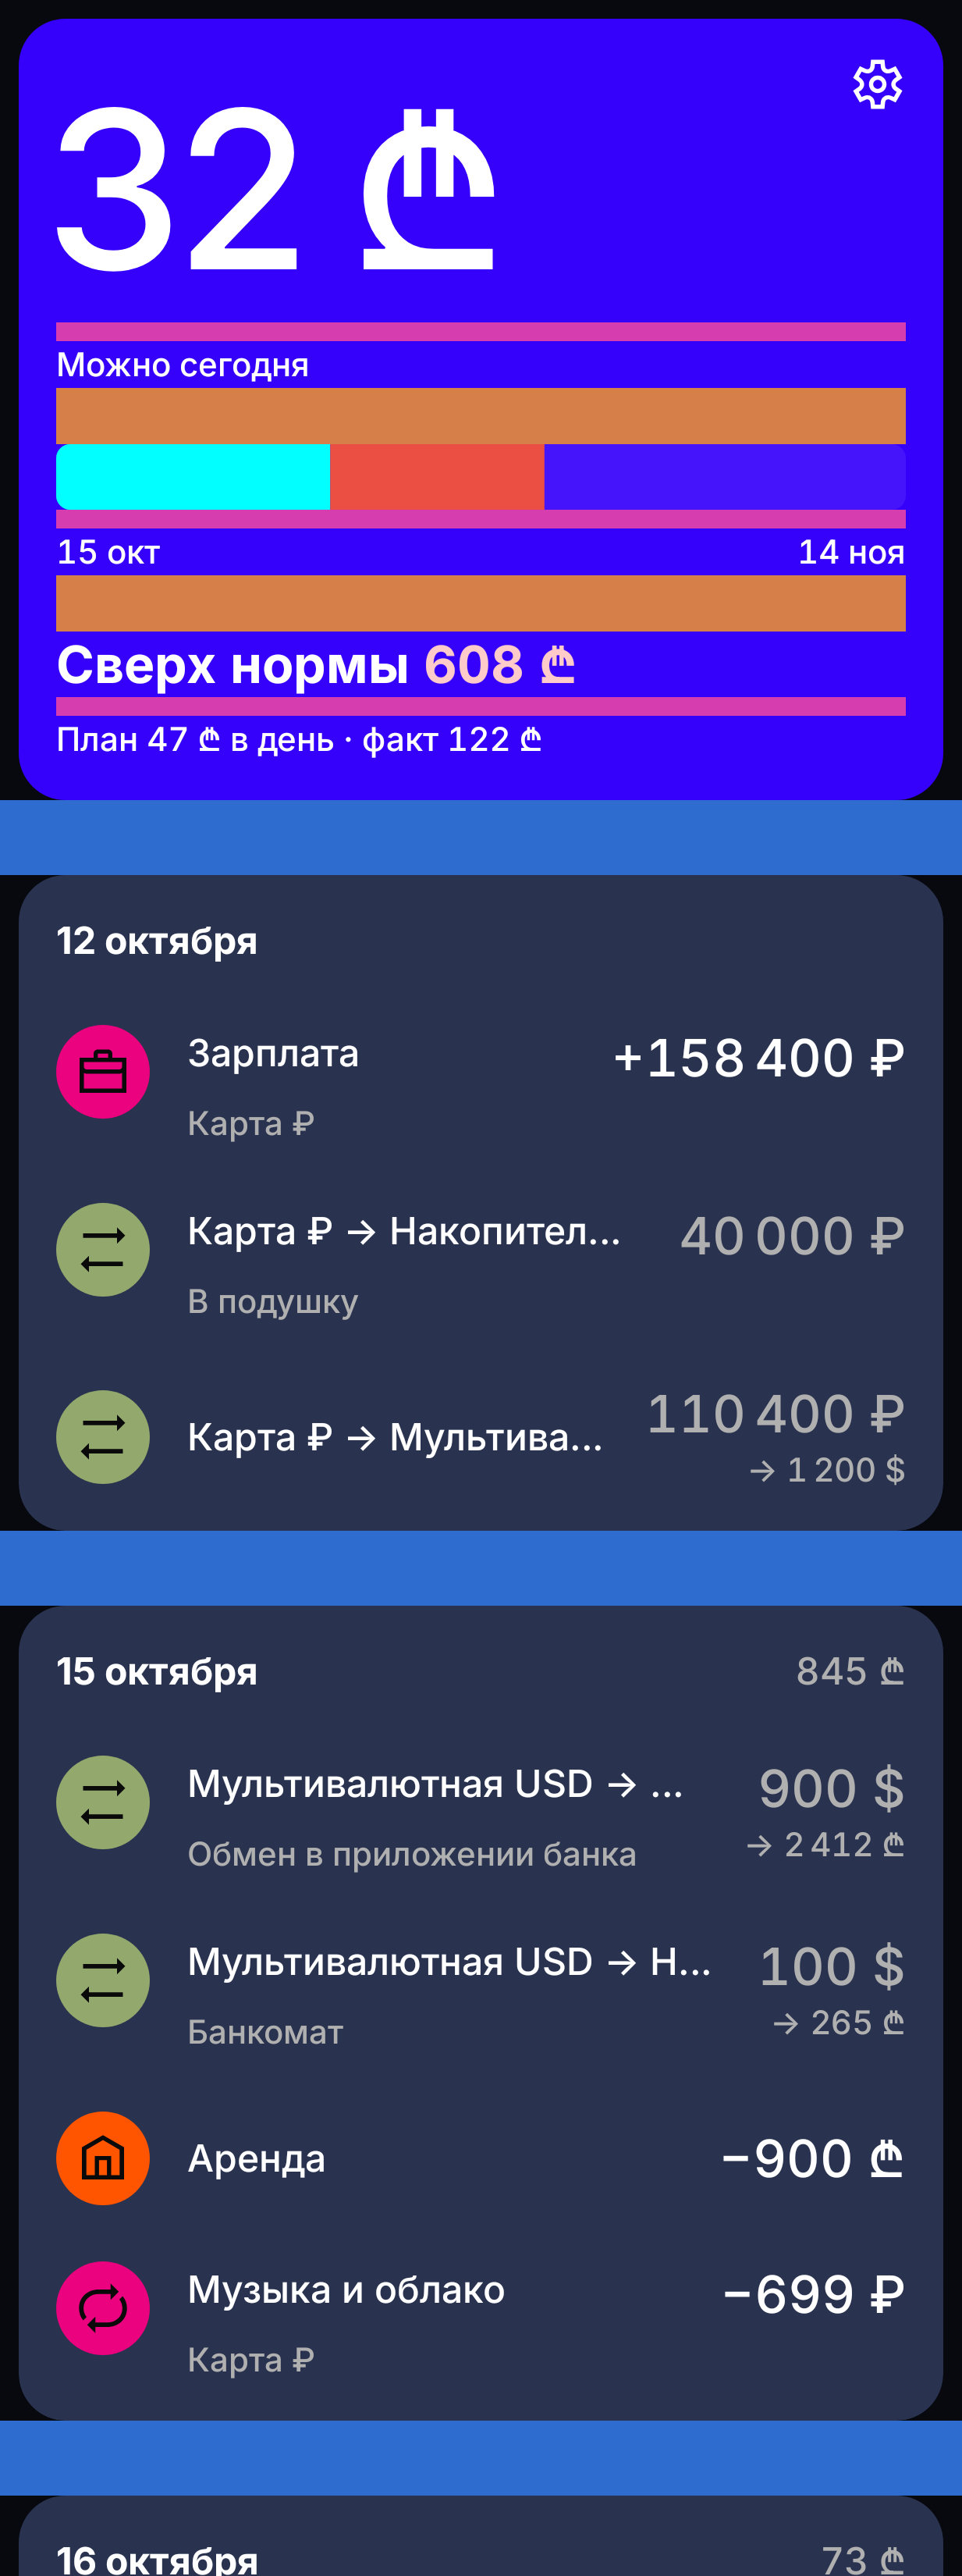 32 ₾
Можно сегодня
15 окт 14 ноя
Сверх нормы 608 ₾
План 47 ₾ в день · факт 122 ₾
12 октября
Зарплата +158 400 ₽
Карта ₽
Карта ₽ → Накопител... 40 000 ₽
В подушку
Карта ₽ → Мультива... 110 400 ₽
→ 1 200 $
15 октября 845 ₾
Мультивалютная USD → ... 900 $
Обмен в приложении банка → 2 412 ₾
Мультивалютная USD → Н... 100 $
Банкомат → 265 ₾
Аренда −900 ₾
Музыка и облако −699 ₽
Карта ₽
16 октября 73 ₾